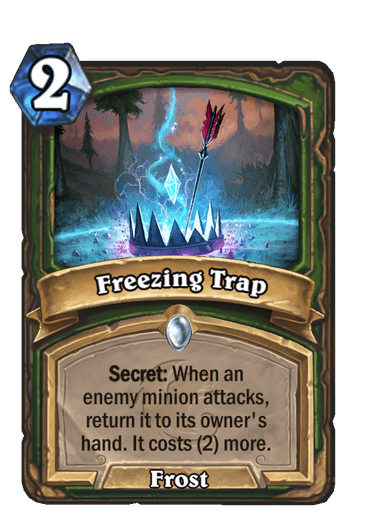 2
Freezing Trap
Secret: When an
enemy minion attacks,
return it to its owner's
hand. It costs (2) more.
Frost